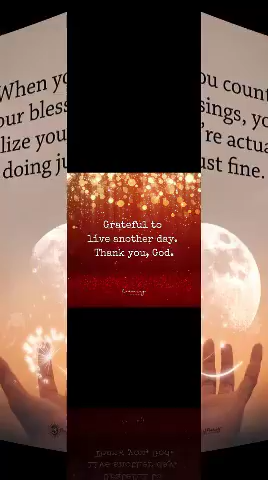 When yo
our bless
lize you
doing ju
ou count
sings, yo
're actua
ust fine.
Grateful to
live another day.
Thank you, God.